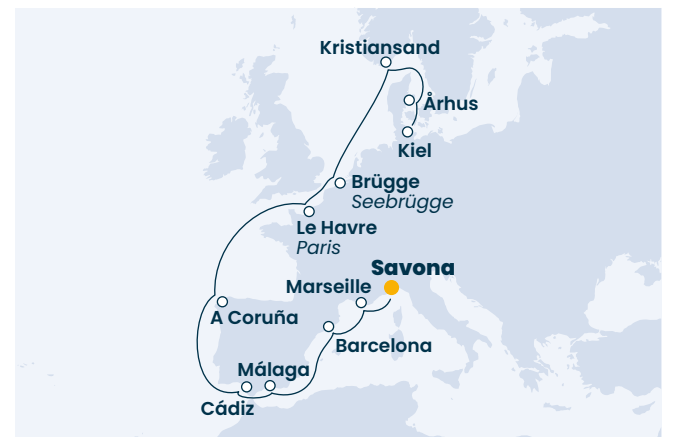 Kristiansand
Århus
Kiel
Brügge
Seebrügge
Le Havre
Paris
Savona
Marseille
A Coruña
Barcelona
Málaga
Cádiz